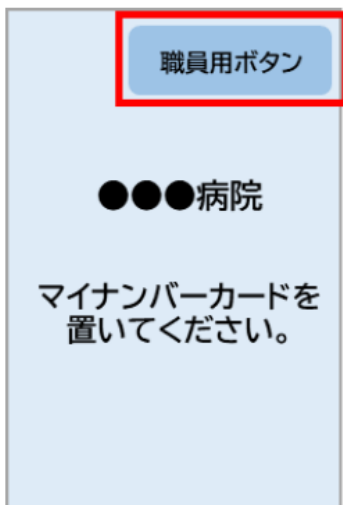 職員用ボタン
●●●病院
マイナンバーカードを
置いてください。